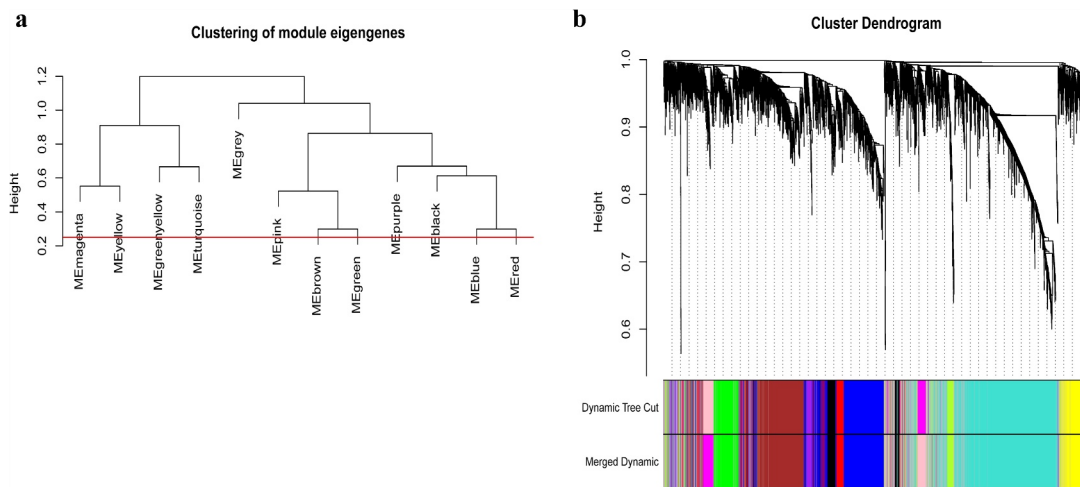 a
Clustering of module eigengenes
Height
1.2
1.0
0.8
0.6
0.4
0.2
MEmagenta
MEyellow
MEgreenyellow
MEturquoise
MEgrey
MEpink
MEbrown
MEgreen
MEpurple
MEblack
MEblue
MEred
b
Cluster Dendrogram
Height
1.0
0.9
0.8
0.7
0.6
Dynamic Tree Cut
Merged Dynamic